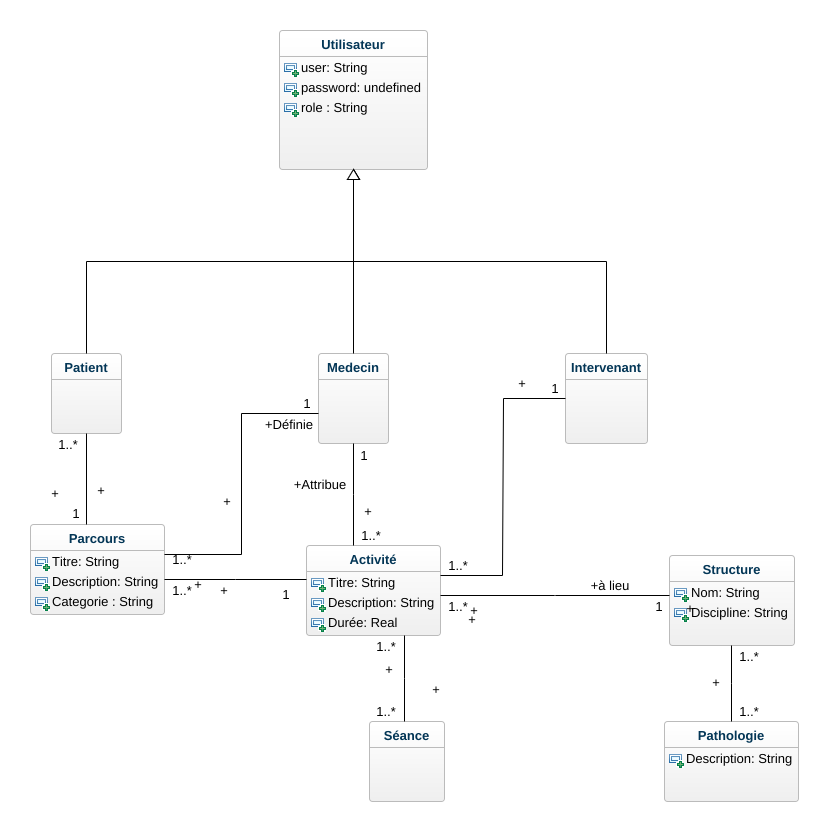 Utilisateur
user: String
password: undefined
role : String
Patient
Medecin
Intervenant
+
1
1
+Définie
1..*
1
+Attribue
+
+
+
+
1
1..*
Parcours
Titre: String
Description: String
Categorie : String
1..*
1..*
+
+
1
Activité
Titre: String
Description: String
Durée: Real
1..*
1..*
+
+
+à lieu
1
Structure
Nom: String
+
Discipline: String
1..*
+
+
1..*
1..*
+
1..*
Séance
Pathologie
Description: String